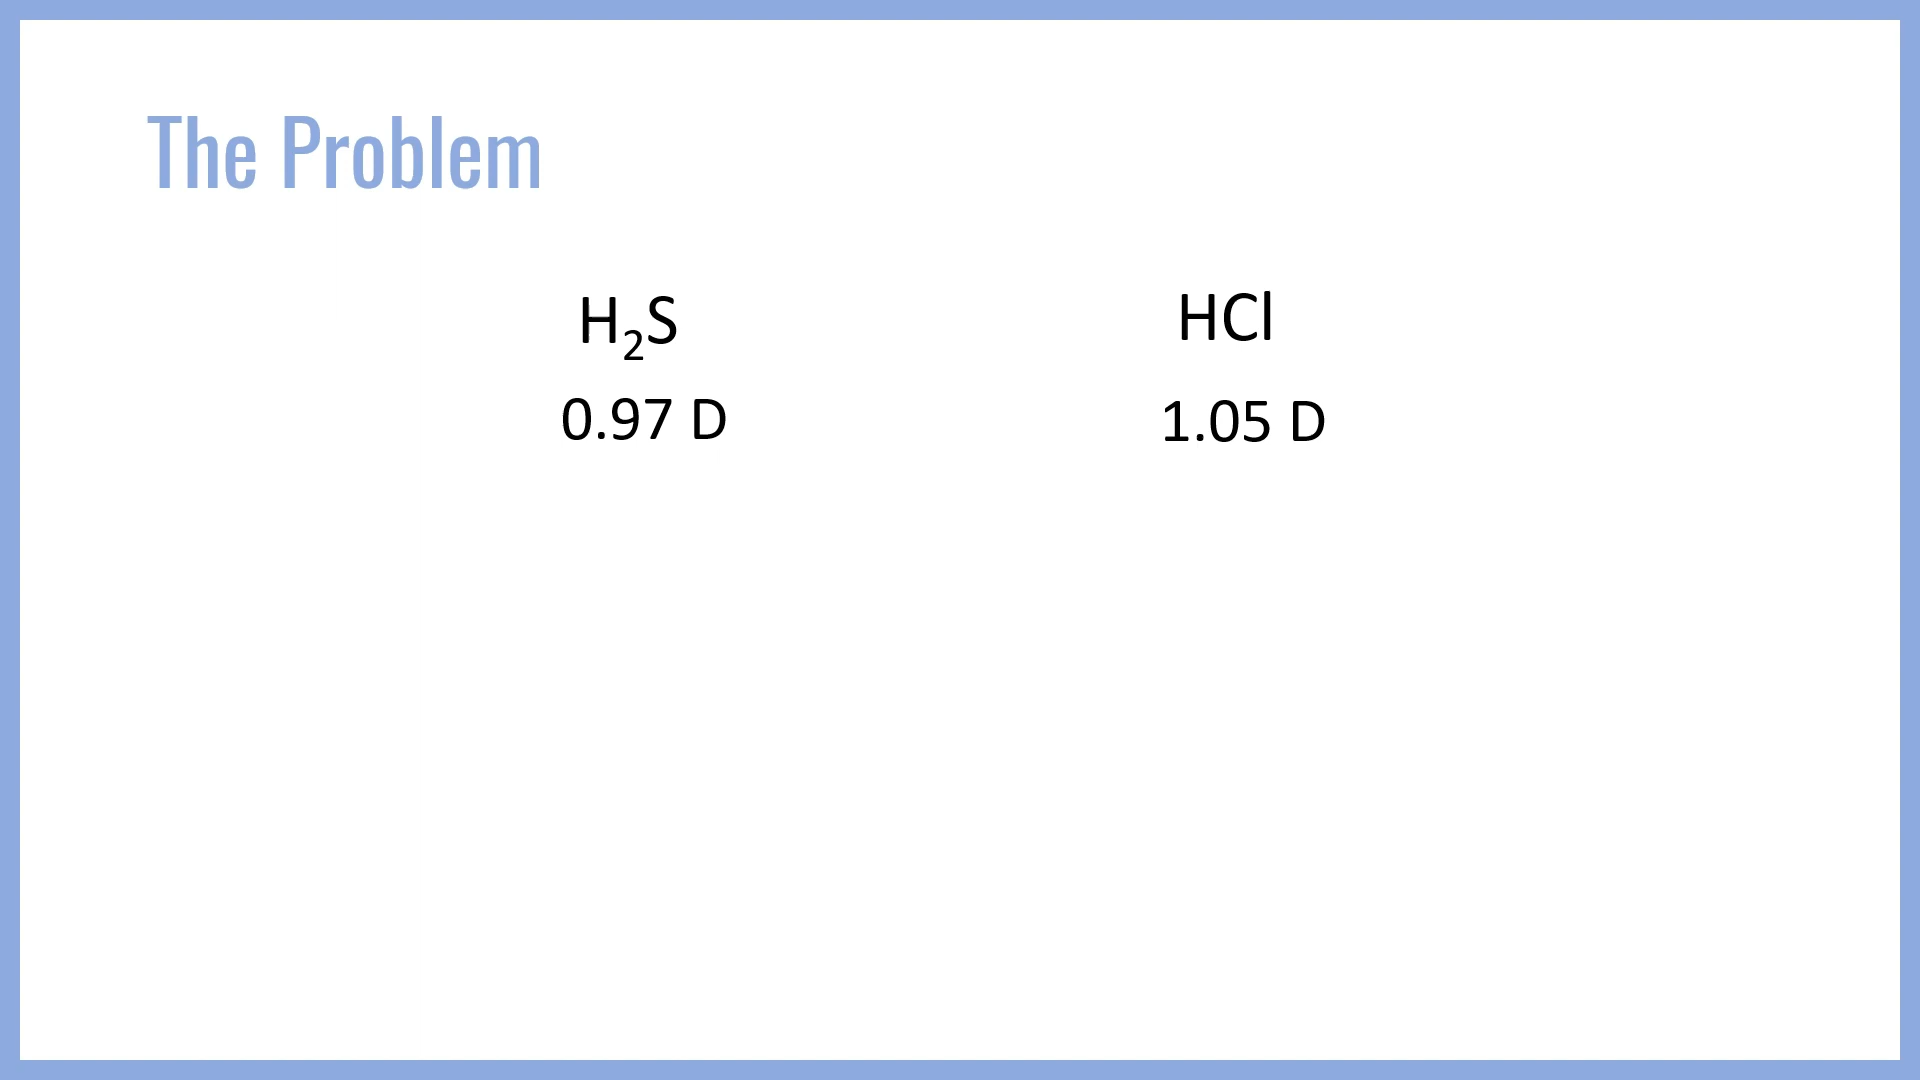 The Problem
H₂S
HCl
0.97 D
1.05 D